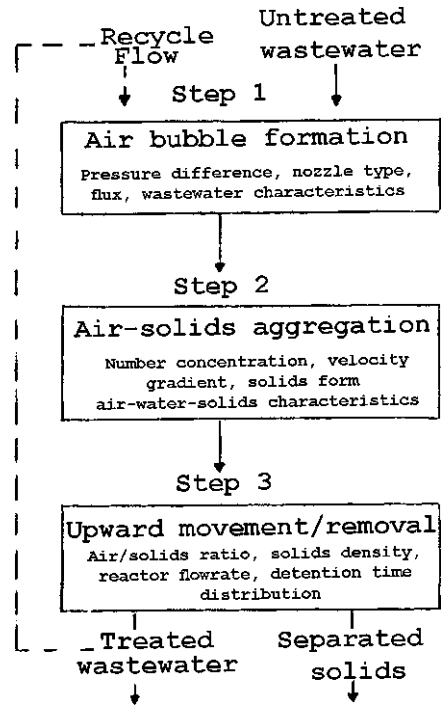 Recycle
Flow
Untreated
wastewater
Step 1
Air bubble formation
Pressure difference, nozzle type,
flux, wastewater characteristics
Step 2
Air-solids aggregation
Number concentration, velocity
gradient, solids form
air-water-solids characteristics
Step 3
Upward movement/removal
Air/solids ratio, solids density,
reactor flowrate, detention time
distribution
Treated
wastewater
Separated
solids